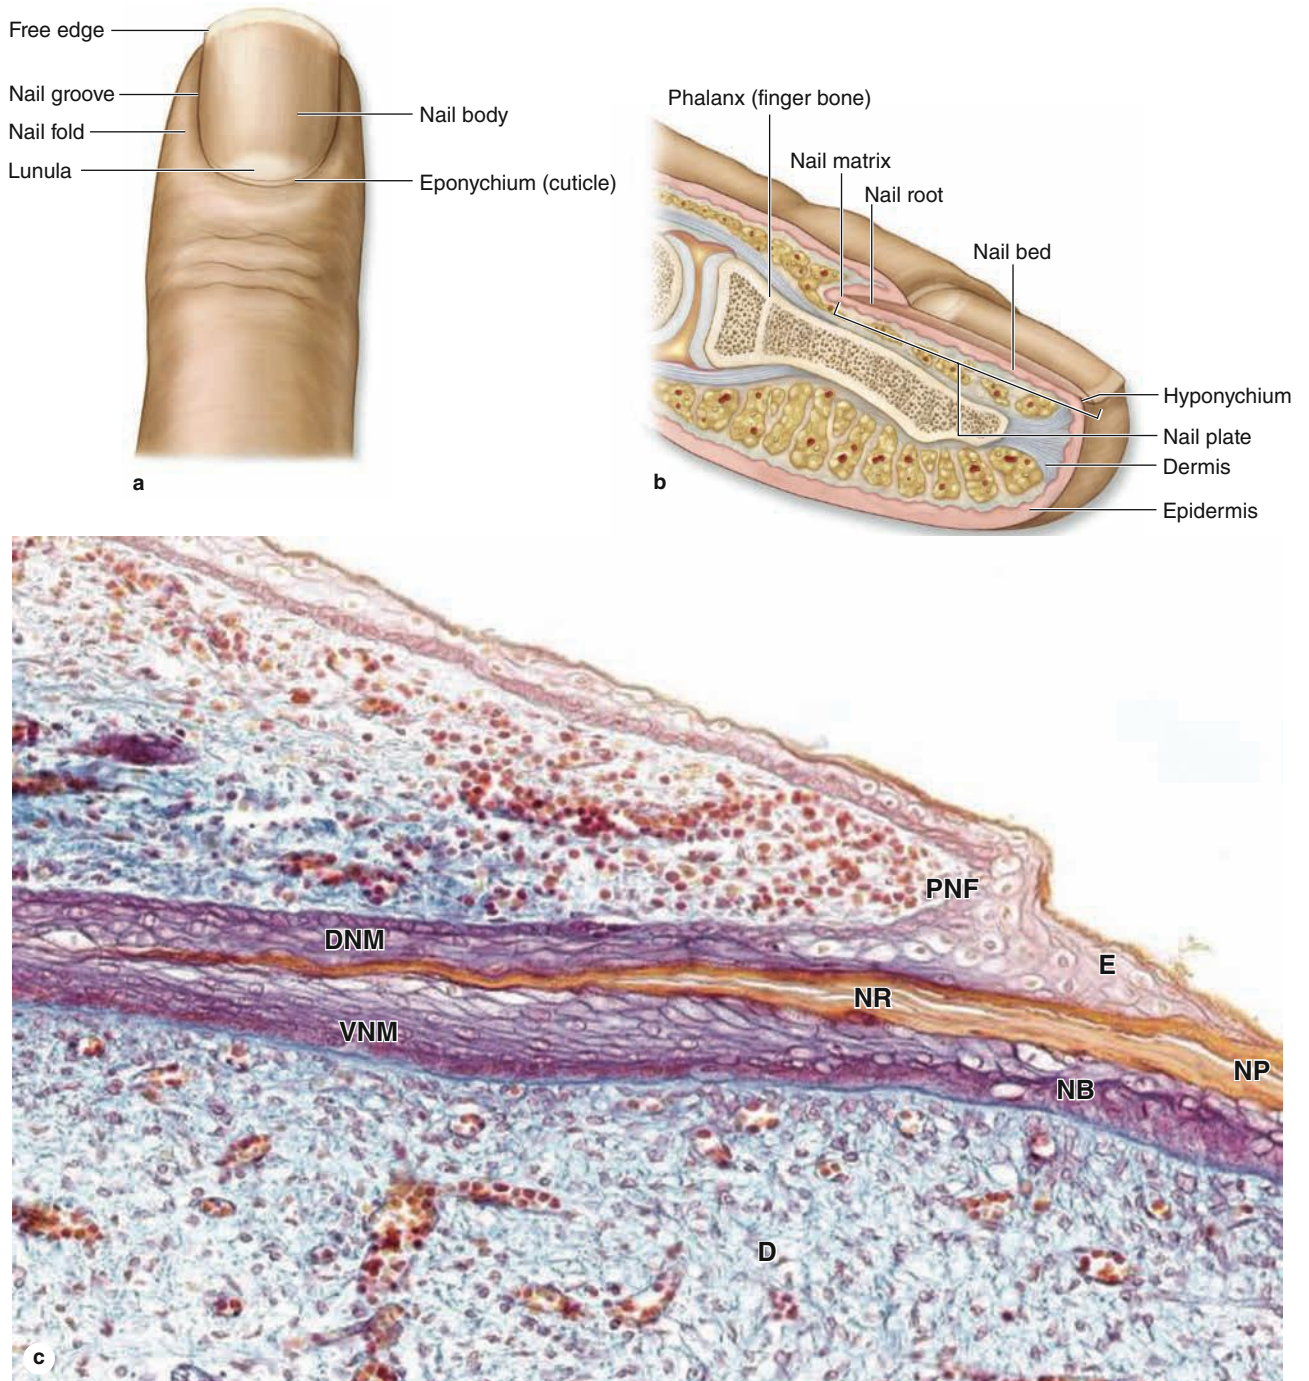 Free edge
Nail groove
Nail fold
Lunula
Nail body
Eponychium (cuticle)
a
Phalanx (finger bone)
Nail matrix
Nail root
Nail bed
Hyponychium
Nail plate
Dermis
Epidermis
b
PNF
DNM
E
NR
VNM
NP
NB
D
c